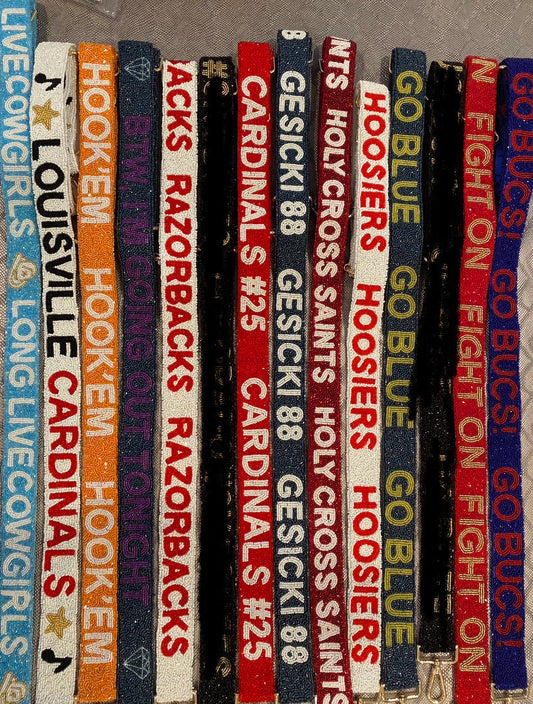 LIVE COWGIRLS LONG LIVE COWGIRLS
LOUISVILLE CARDINALS
HOOK'EM HOOK'EM HOOK'EM
BTW, I'M GOING OUT TONIGHT
ACKS RAZORBACKS RAZORBACKS
#
CARDINALS #25 CARDINALS #25
88 GESICKI 88 GESICKI 88 GESICKI 88
NTS HOLY CROSS SAINTS HOLY CROSS SAINTS
HOOSIERS HOOSIERS HOOSIERS
GO BLUE GO BLUE GO BLUE
N FIGHT ON FIGHT ON FIGHT ON
GO BUCS! GO BUCS! GO BUCS!